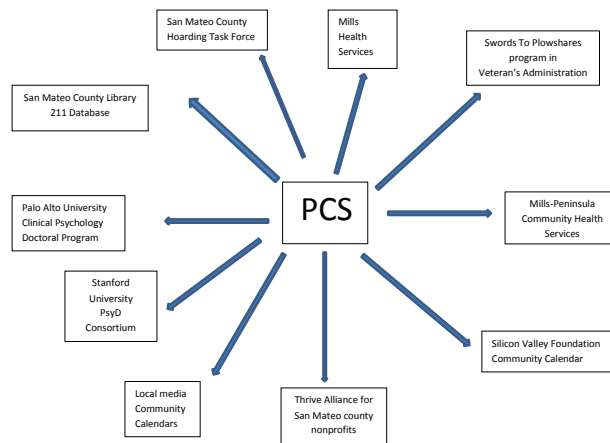 San Mateo County
Hoarding Task Force
Mills
Health
Services
Swords To Plowshares
program in
Veteran's Administration
San Mateo County Library
211 Database
PCS
Palo Alto University
Clinical Psychology
Doctoral Program
Mills-Peninsula
Community Health
Services
Stanford
University
PsyD
Consortium
Silicon Valley Foundation
Community Calendar
Local media
Community
Calendars
Thrive Alliance for
San Mateo county
nonprofits